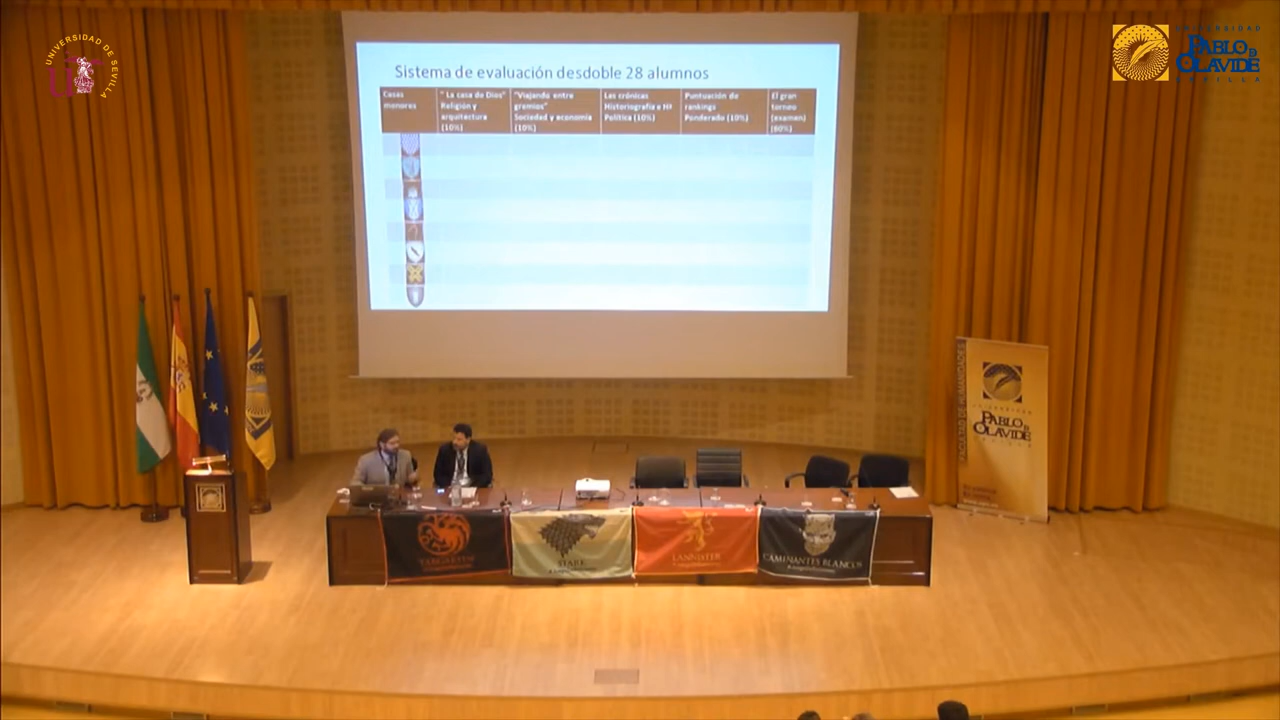 UNIVERSIDAD DE SEVILLA
UNIVERSIDAD
PABLO DE
OLAVIDE
SEVILLA
Sistema de evaluación desdoble 28 alumnos
Casas
menores
" La casa de Dios"
Religión y
arquitectura
(10%)
"Viajando entre
gremios"
Sociedad y economía
(10%)
Las crónicas
Historiografía e Hª
Política (10%)
Puntuación de
rankings
Ponderado (10%)
El gran
torneo
(examen)
(60%)
FACULTAD DE HUMANIDADES
PABLO DE
OLAVIDE
TARGARYEN
STARK
LANNISTER
CAMINANTES BLANCOS